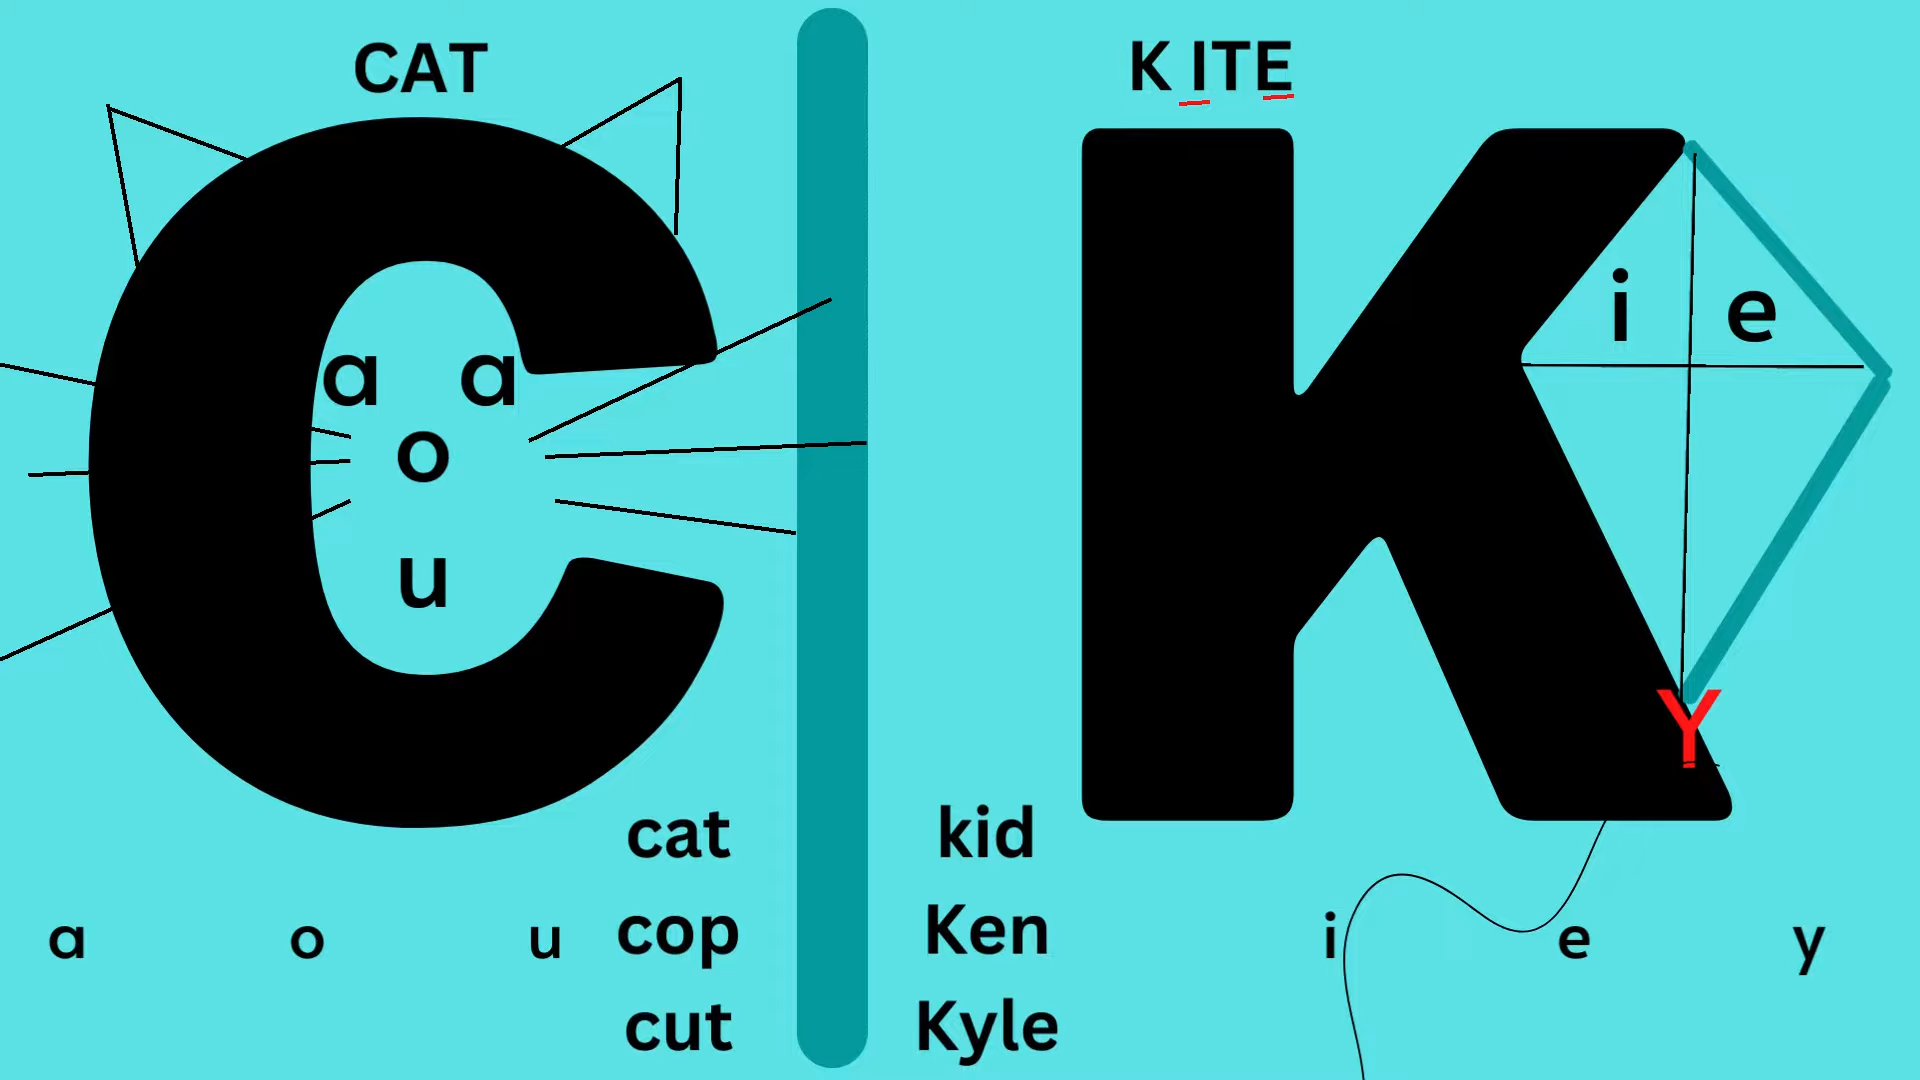 CAT
C
a a
o
u
cat
cop
cut
a o u
K ITE
K
i e
Y
kid
Ken
Kyle
i e y